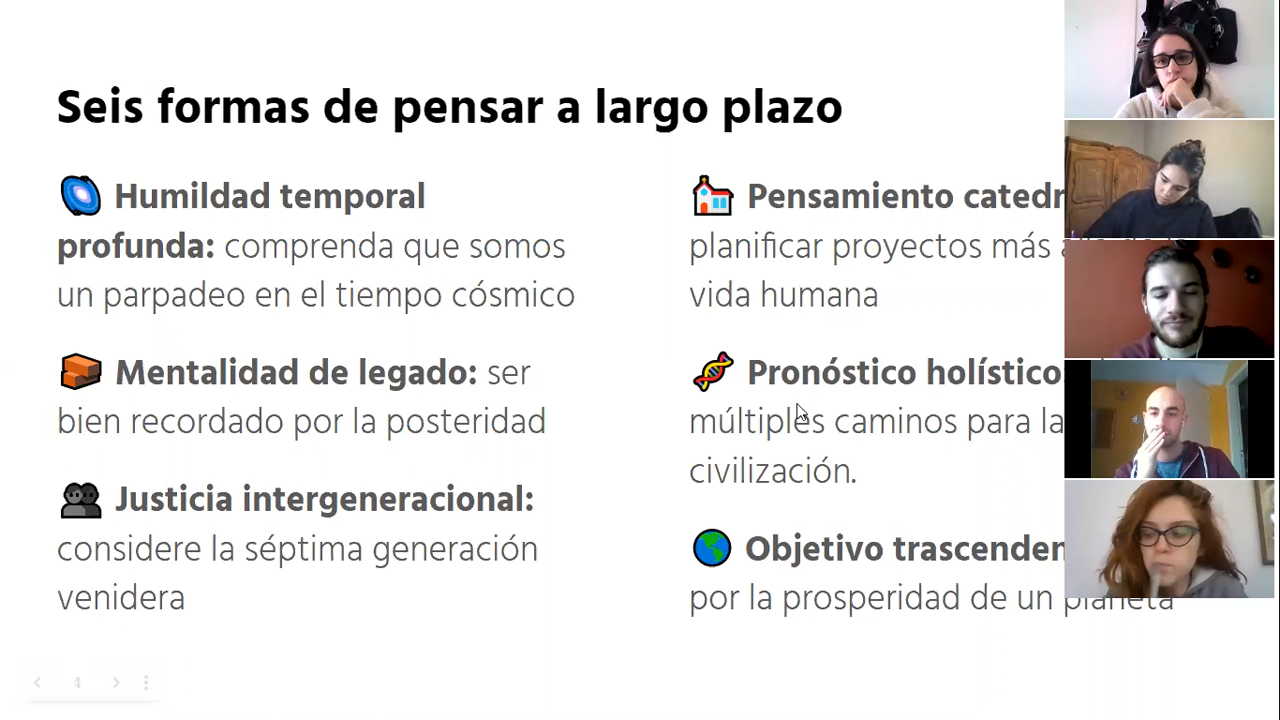 Seis formas de pensar a largo plazo
Humildad temporal
profunda: comprenda que somos
un parpadeo en el tiempo cósmico
Mentalidad de legado: ser
bien recordado por la posteridad
Justicia intergeneracional:
considere la séptima generación
venidera
Pensamiento
planificar proyectos más
vida humana
Pronóstico holístico
múltiples caminos para la
civilización.
Objetivo
por la prosperidad de un planeta
4